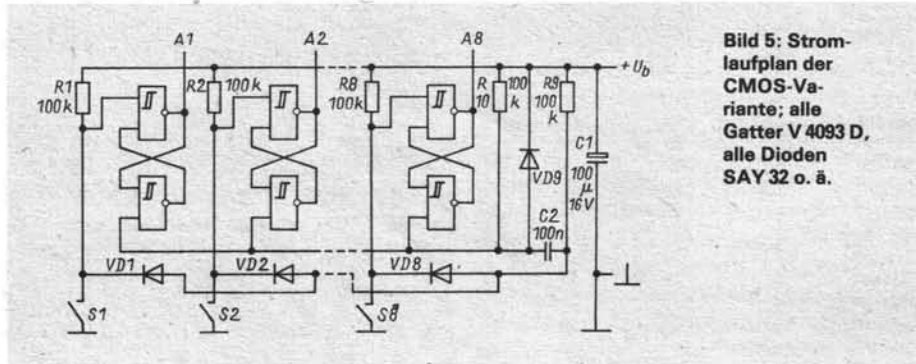 A1
A2
A8
+Ub
R1
100k
R2
100k
R8
100k
R
10
100
k
R9
100
k
VD9
C1
100
µ
16V
C2
100n
VD1
VD2
VD8
S1
S2
S8
Bild 5: Strom-
laufplan der
CMOS-Va-
riante; alle
Gatter V 4093 D,
alle Dioden
SAY 32 o. ä.